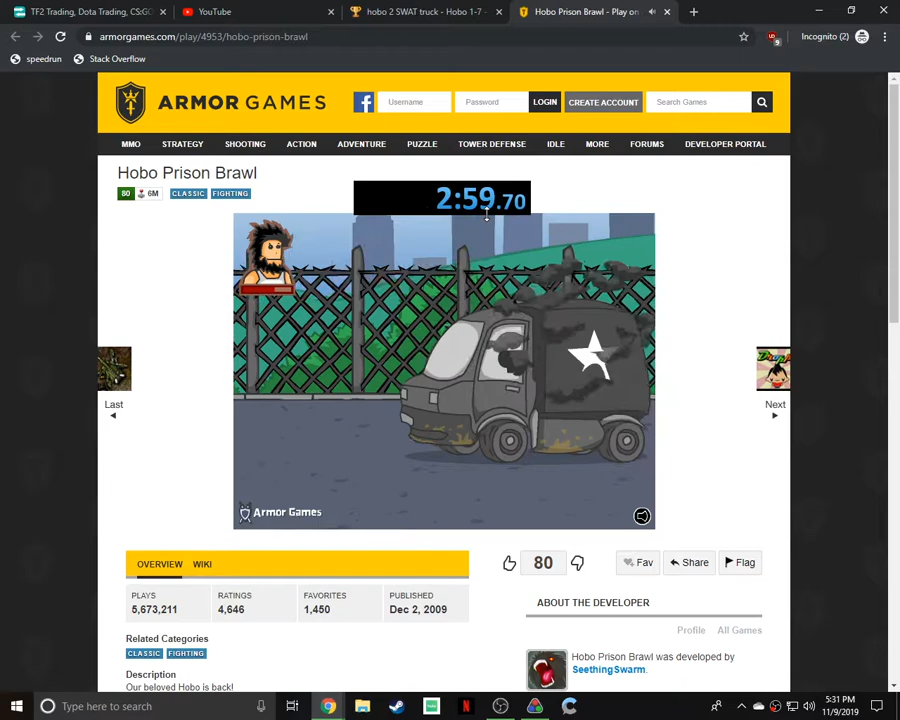 TF2 Trading, Dota Trading, CS:GO
YouTube
hobo 2 SWAT truck - Hobo 1-7 -
Hobo Prison Brawl - Play on
armorgames.com/play/4953/hobo-prison-brawl
9
Incognito (2)
speedrun
Stack Overflow
ARMOR GAMES
Username
Password
LOGIN
CREATE ACCOUNT
Search Games
MMO
STRATEGY
SHOOTING
ACTION
ADVENTURE
PUZZLE
TOWER DEFENSE
IDLE
MORE
FORUMS
DEVELOPER PORTAL
Hobo Prison Brawl
80
6M
CLASSIC
FIGHTING
2:59.70
Last
Next
Armor Games
OVERVIEW
WIKI
80
Fav
Share
Flag
PLAYS
RATINGS
FAVORITES
PUBLISHED
5,673,211
4,646
1,450
Dec 2, 2009
ABOUT THE DEVELOPER
Profile
All Games
Related Categories
CLASSIC
FIGHTING
Hobo Prison Brawl was developed by
SeethingSwarm.
Description
Our beloved Hobo is back!
Type here to search
5:31 PM
11/9/2019